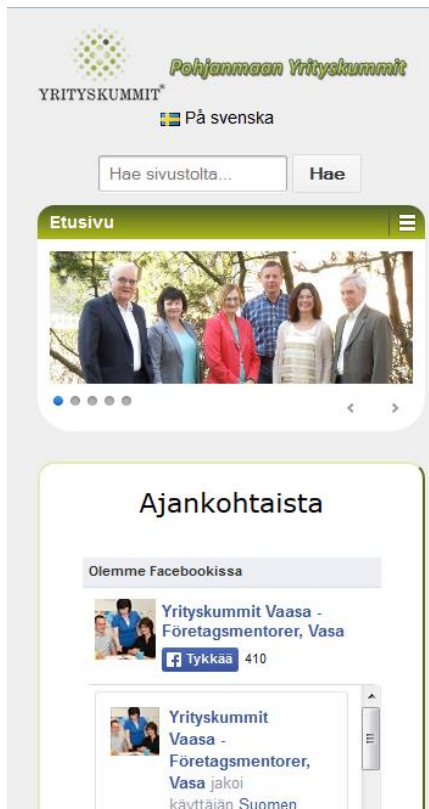 Pohjanmaan Yrityskummit
YRITYSKUMMIT®
På svenska
Hae sivustolta...
Hae
Etusivu
Ajankohtaista
Olemme Facebookissa
Yrityskummit Vaasa -
Företagsmentorer, Vasa
Tykkää 410
Yrityskummit
Vaasa -
Företagsmentorer,
Vasa jakoi
käyttäjän Suomen